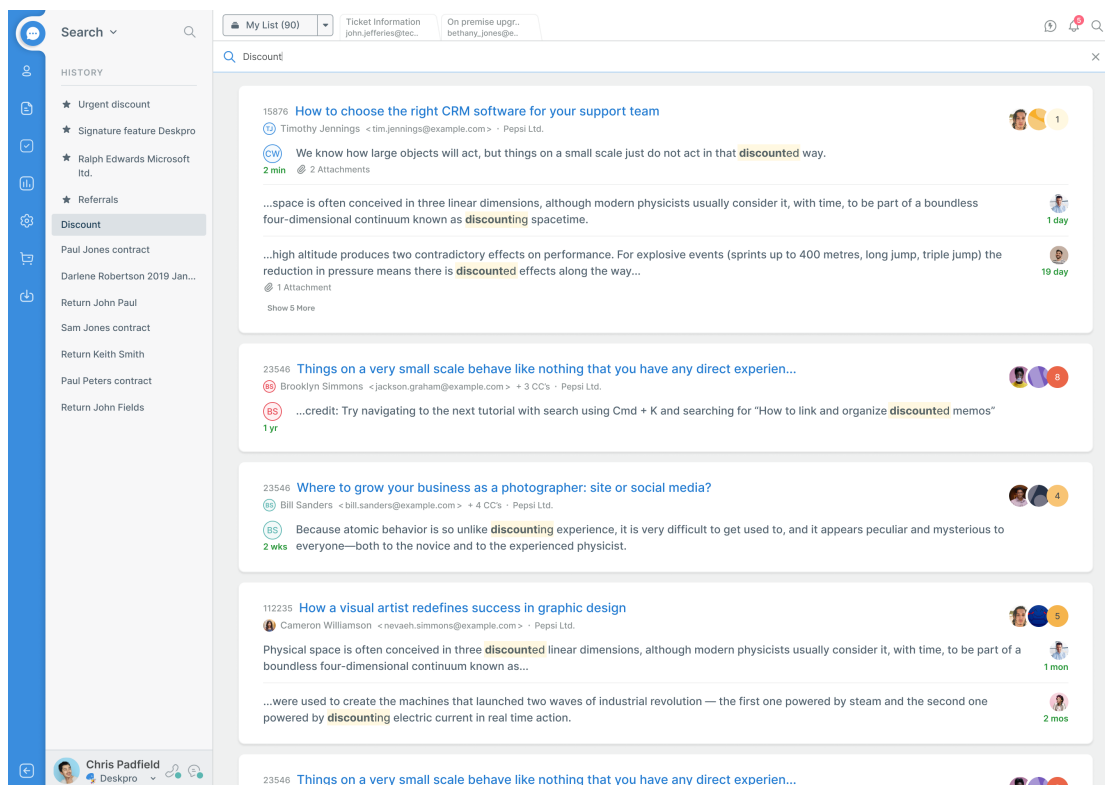 Search
HISTORY
Urgent discount
Signature feature Deskpro
Ralph Edwards Microsoft
ltd.
Referrals
Discount
Paul Jones contract
Darlene Robertson 2019 Jan...
Return John Paul
Sam Jones contract
Return Keith Smith
Paul Peters contract
Return John Fields
Chris Padfield
Deskpro
My List (90)
Ticket Information
john.jefferies@tec..
On premise upgr..
bethany_jones@e..
5
Discount
15876 How to choose the right CRM software for your support team
1
TJ Timothy Jennings <tim.jennings@example.com> · Pepsi Ltd.
CW We know how large objects will act, but things on a small scale just do not act in that discounted way.
2 min 2 Attachments
...space is often conceived in three linear dimensions, although modern physicists usually consider it, with time, to be part of a boundless
four-dimensional continuum known as discounting spacetime.
1 day
...high altitude produces two contradictory effects on performance. For explosive events (sprints up to 400 metres, long jump, triple jump) the
reduction in pressure means there is discounted effects along the way...
19 day
1 Attachment
Show 5 More
23546 Things on a very small scale behave like nothing that you have any direct experien...
8
BS Brooklyn Simmons <jackson.graham@example.com> + 3 CC's · Pepsi Ltd.
BS ...credit: Try navigating to the next tutorial with search using Cmd + K and searching for “How to link and organize discounted memos”
1 yr
23546 Where to grow your business as a photographer: site or social media?
4
BS Bill Sanders <bill.sanders@example.com> + 4 CC's · Pepsi Ltd.
BS Because atomic behavior is so unlike discounting experience, it is very difficult to get used to, and it appears peculiar and mysterious to
2 wks everyone—both to the novice and to the experienced physicist.
112235 How a visual artist redefines success in graphic design
5
Cameron Williamson <nevaeh.simmons@example.com> · Pepsi Ltd.
Physical space is often conceived in three discounted linear dimensions, although modern physicists usually consider it, with time, to be part of a
boundless four-dimensional continuum known as...
1 mon
...were used to create the machines that launched two waves of industrial revolution — the first one powered by steam and the second one
powered by discounting electric current in real time action.
2 mos
23546 Things on a very small scale behave like nothing that you have any direct experien...